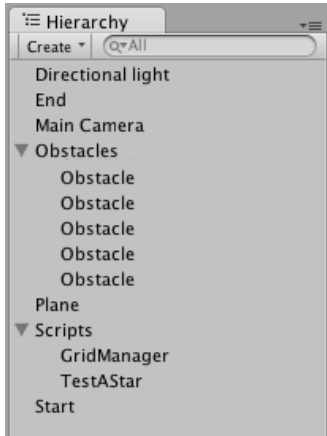 Hierarchy
Create All
Directional light
End
Main Camera
Obstacles
Obstacle
Obstacle
Obstacle
Obstacle
Obstacle
Plane
Scripts
GridManager
TestAStar
Start